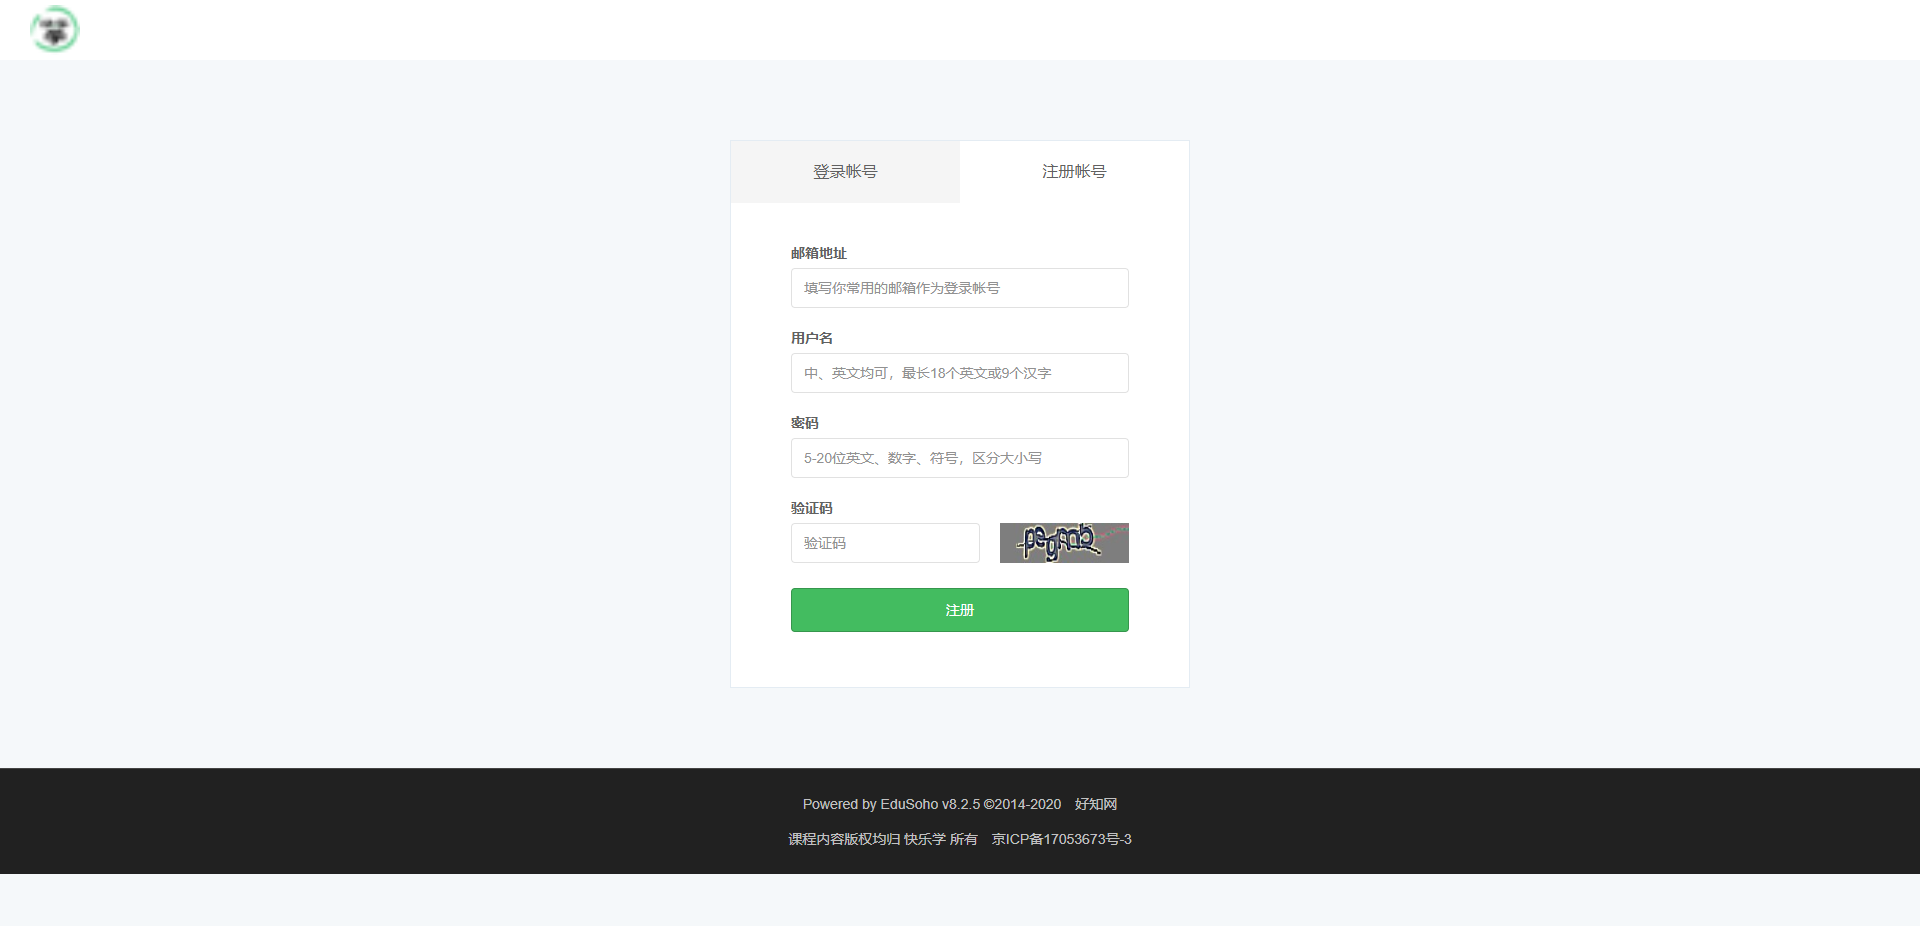 登录帐号
注册帐号
邮箱地址
填写你常用的邮箱作为登录帐号
用户名
中、英文均可，最长18个英文或9个汉字
密码
5-20位英文、数字、符号，区分大小写
验证码
验证码
注册
Powered by EduSoho v8.2.5 ©2014-2020 好知网
课程内容版权均归 快乐学 所有 京ICP备17053673号-3